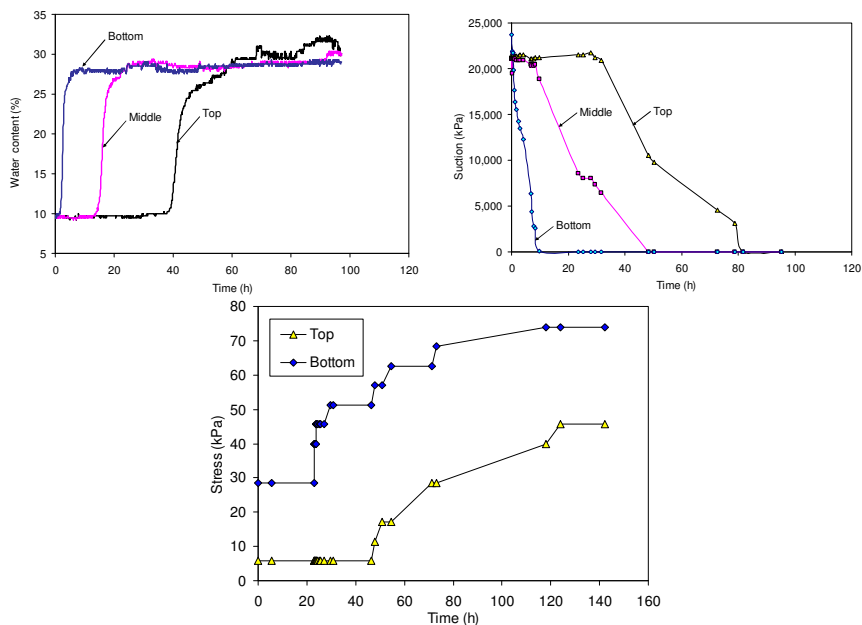 Water content (%)
35
30
25
20
15
10
5
Bottom
Middle
Top
0 20 40 60 80 100 120
Time (h)
Suction (kPa)
25,000
20,000
15,000
10,000
5,000
0
Middle
Top
Bottom
0 20 40 60 80 100 120
Time (h)
Stress (kPa)
80
70
60
50
40
30
20
10
0
Top
Bottom
0 20 40 60 80 100 120 140 160
Time (h)